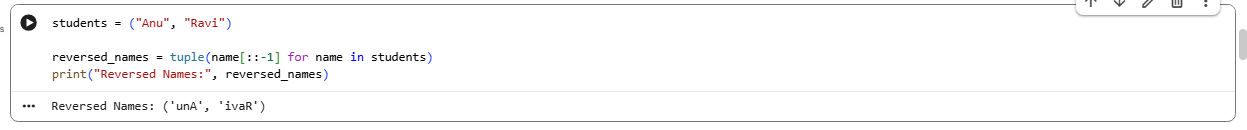 students = ("Anu", "Ravi")
reversed_names = tuple(name[::-1] for name in students)
print("Reversed Names:", reversed_names)
Reversed Names: ('unA', 'ivaR')